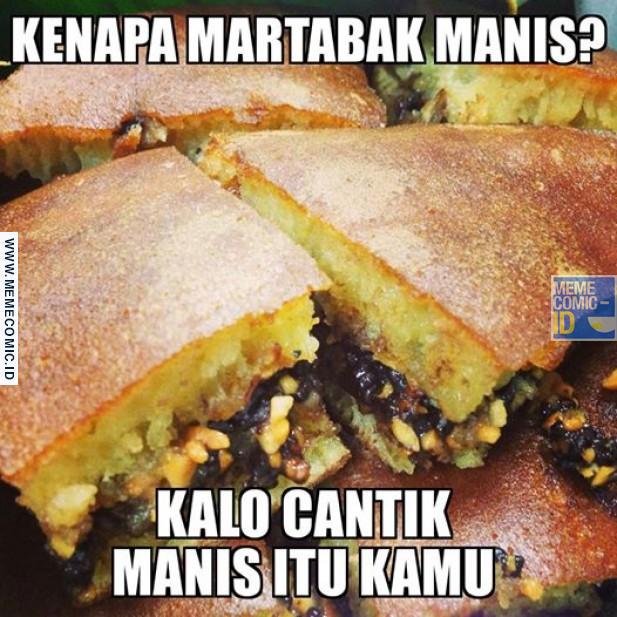 KENAPA MARTABAK MANIS?
WWW.MEMECOMIC.ID
MEME
COMIC-
ID
KALO CANTIK
MANIS ITU KAMU